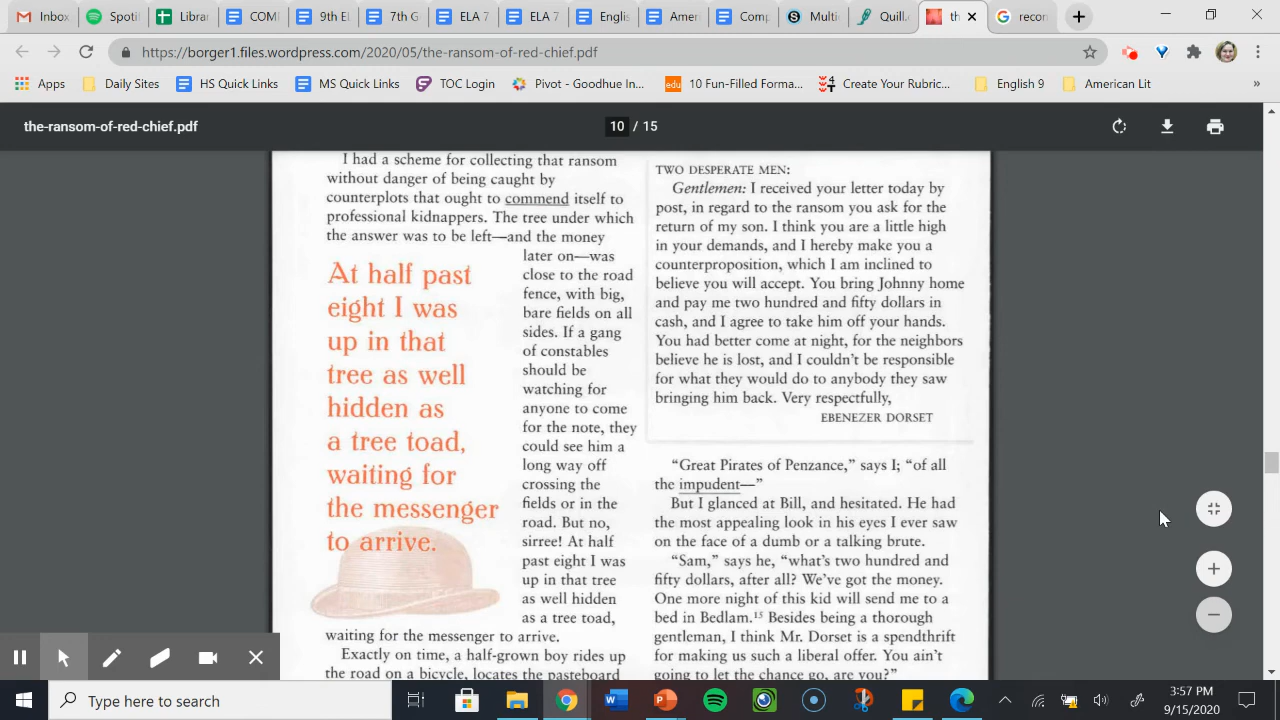 Inbox
Spotif
Librar
COMI
9th El
7th G
ELA 7
ELA 7
Englis
Amer
Comp
Multi
Quill.
th
recor
https://borger1.files.wordpress.com/2020/05/the-ransom-of-red-chief.pdf
Apps
Daily Sites
HS Quick Links
MS Quick Links
TOC Login
Pivot - Goodhue In...
edu
10 Fun-Filled Forma...
Create Your Rubric...
English 9
American Lit
»
the-ransom-of-red-chief.pdf
10 / 15
I had a scheme for collecting that ransom
without danger of being caught by
counterplots that ought to commend itself to
professional kidnappers. The tree under which
the answer was to be left—and the money
later on—was
close to the road
fence, with big,
bare fields on all
sides. If a gang
of constables
should be
watching for
anyone to come
for the note, they
could see him a
long way off
crossing the
fields or in the
road. But no,
sirree! At half
past eight I was
up in that tree
as well hidden
as a tree toad,
waiting for the messenger to arrive.
Exactly on time, a half-grown boy rides up
the road on a bicycle, locates the pasteboard
At half past
eight I was
up in that
tree as well
hidden as
a tree toad,
waiting for
the messenger
to arrive.
TWO DESPERATE MEN:
Gentlemen: I received your letter today by
post, in regard to the ransom you ask for the
return of my son. I think you are a little high
in your demands, and I hereby make you a
counterproposition, which I am inclined to
believe you will accept. You bring Johnny home
and pay me two hundred and fifty dollars in
cash, and I agree to take him off your hands.
You had better come at night, for the neighbors
believe he is lost, and I couldn't be responsible
for what they would do to anybody they saw
bringing him back. Very respectfully,
EBENEZER DORSET
"Great Pirates of Penzance," says I; "of all
the impudent—"
But I glanced at Bill, and hesitated. He had
the most appealing look in his eyes I ever saw
on the face of a dumb or a talking brute.
"Sam," says he, "what's two hundred and
fifty dollars, after all? We've got the money.
One more night of this kid will send me to a
bed in Bedlam.15 Besides being a thorough
gentleman, I think Mr. Dorset is a spendthrift
for making us such a liberal offer. You ain't
going to let the chance go, are you?"
Type here to search
3:57 PM
9/15/2020